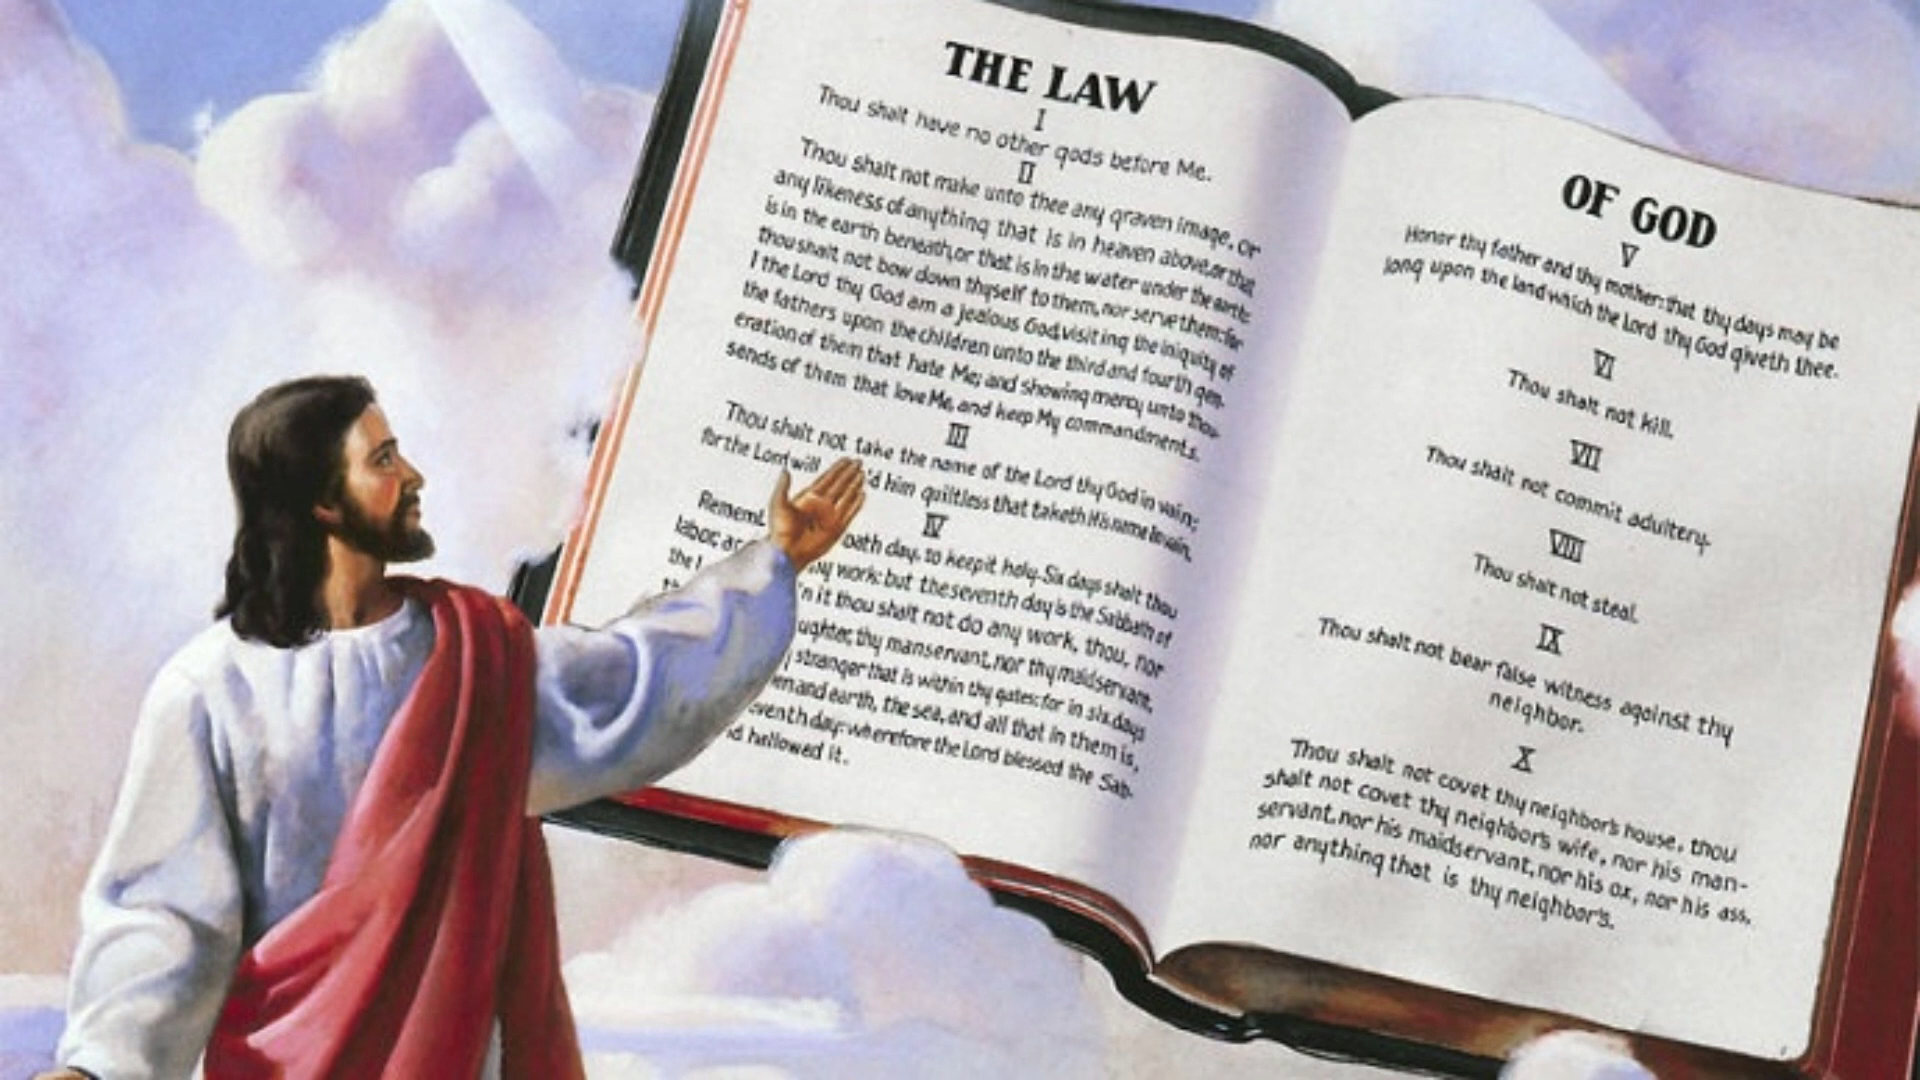 THE LAW
I
Thou shalt have no other gods before Me.
II
Thou shalt not make unto thee any graven image, or
any likeness of anything that is in heaven above, or that
is in the earth beneath, or that is in the water under the earth:
thou shalt not bow down thyself to them, nor serve them: for
I the Lord thy God am a jealous God, visiting the iniquity of
the fathers upon the children unto the third and fourth gen-
eration of them that hate Me; and showing mercy unto thou-
sands of them that love Me, and keep My commandments.
III
Thou shalt not take the name of the Lord thy God in vain;
for the Lord will him guiltless that taketh His name in vain.
IV
day, to keep it holy. Six days shalt thou
labor, work: but the seventh day is the Sabbath of
the it thou shalt not do any work, thou, nor
thy manservant, nor thy maidservant,
stranger that is within thy gates: for in six days
and earth, the sea, and all that in them is,
day: wherefore the Lord blessed the Sab-
hallowed it.
OF GOD
V
Honor thy father and thy mother: that thy days may be
long upon the land which the Lord thy God giveth thee.
VI
Thou shalt not kill.
VII
Thou shalt not commit adultery.
VIII
Thou shalt not steal.
IX
Thou shalt not bear false witness against thy
neighbor.
X
Thou shalt not covet thy neighbor's house, thou
shalt not covet thy neighbor's wife, nor his man-
servant, nor his maidservant, nor his ox, nor his ass,
nor anything that is thy neighbor's.